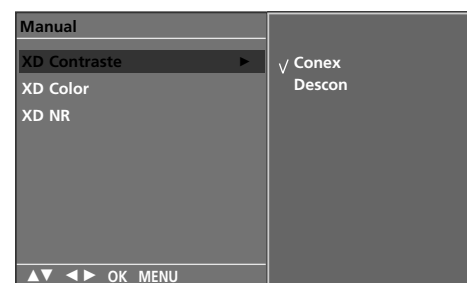 Manual
XD Contraste ►
XD Color
XD NR
√ Conex
Descon
▲▼ ◄► OK MENU